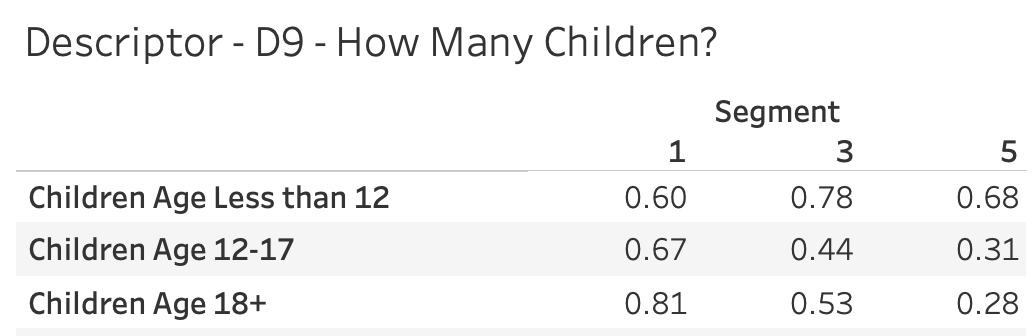 Descriptor - D9 - How Many Children?
Segment
1 3 5
Children Age Less than 12 0.60 0.78 0.68
Children Age 12-17 0.67 0.44 0.31
Children Age 18+ 0.81 0.53 0.28